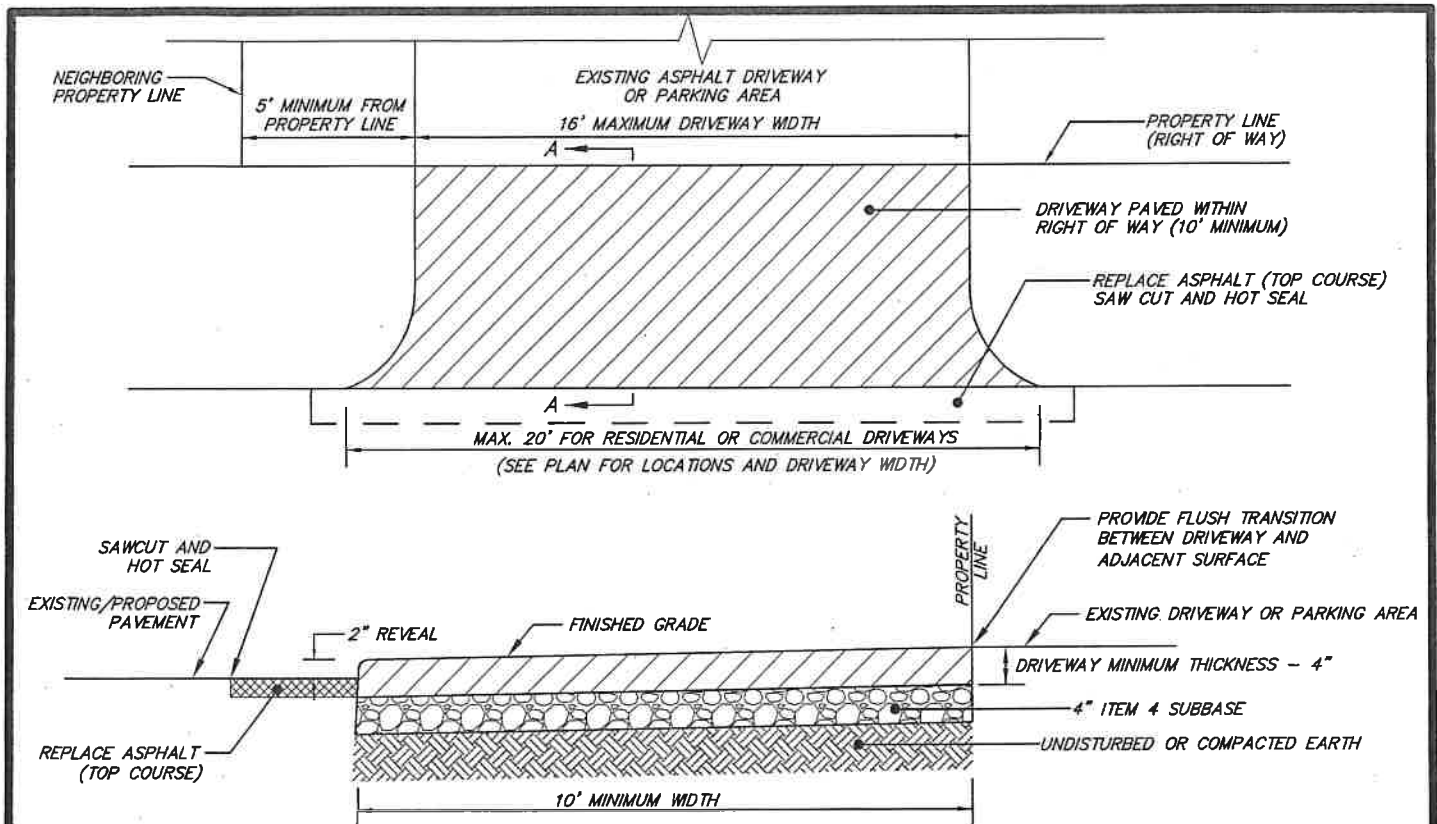 NEIGHBORING
PROPERTY LINE
5' MINIMUM FROM
PROPERTY LINE
EXISTING ASPHALT DRIVEWAY
OR PARKING AREA
16' MAXIMUM DRIVEWAY WIDTH
PROPERTY LINE
(RIGHT OF WAY)
A
DRIVEWAY PAVED WITHIN
RIGHT OF WAY (10' MINIMUM)
REPLACE ASPHALT (TOP COURSE)
SAW CUT AND HOT SEAL
A
MAX. 20' FOR RESIDENTIAL OR COMMERCIAL DRIVEWAYS
(SEE PLAN FOR LOCATIONS AND DRIVEWAY WIDTH)
SAWCUT AND
HOT SEAL
EXISTING/PROPOSED
PAVEMENT
2" REVEAL
FINISHED GRADE
PROPERTY
LINE
PROVIDE FLUSH TRANSITION
BETWEEN DRIVEWAY AND
ADJACENT SURFACE
EXISTING DRIVEWAY OR PARKING AREA
DRIVEWAY MINIMUM THICKNESS - 4"
4" ITEM 4 SUBBASE
UNDISTURBED OR COMPACTED EARTH
REPLACE ASPHALT
(TOP COURSE)
10' MINIMUM WIDTH